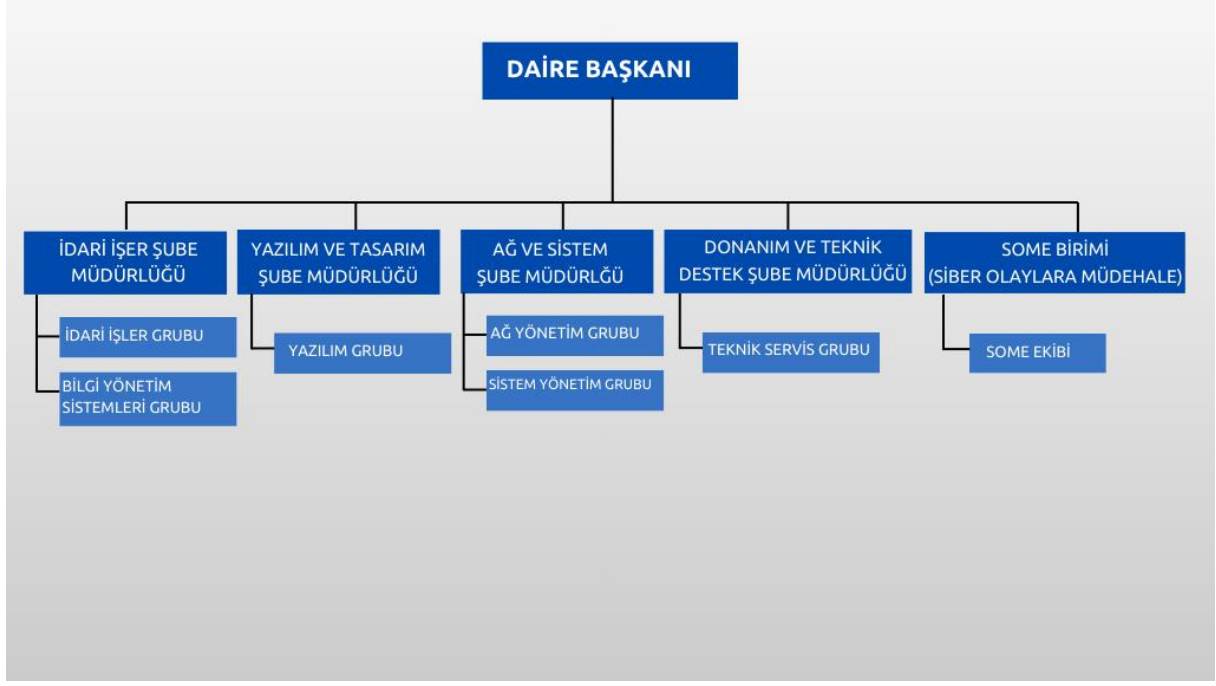 DAİRE BAŞKANI
İDARİ İŞER ŞUBE
MÜDÜRLÜĞÜ
YAZILIM VE TASARIM
ŞUBE MÜDÜRLÜĞÜ
AĞ VE SİSTEM
ŞUBE MÜDÜRLĞÜ
DONANIM VE TEKNİK
DESTEK ŞUBE MÜDÜRLÜĞÜ
SOME BİRİMİ
(SİBER OLAYLARA MÜDEHALE)
İDARİ İŞLER GRUBU
BİLGİ YÖNETİM
SİSTEMLERİ GRUBU
YAZILIM GRUBU
AĞ YÖNETİM GRUBU
SİSTEM YÖNETİM GRUBU
TEKNİK SERVİS GRUBU
SOME EKİBİ